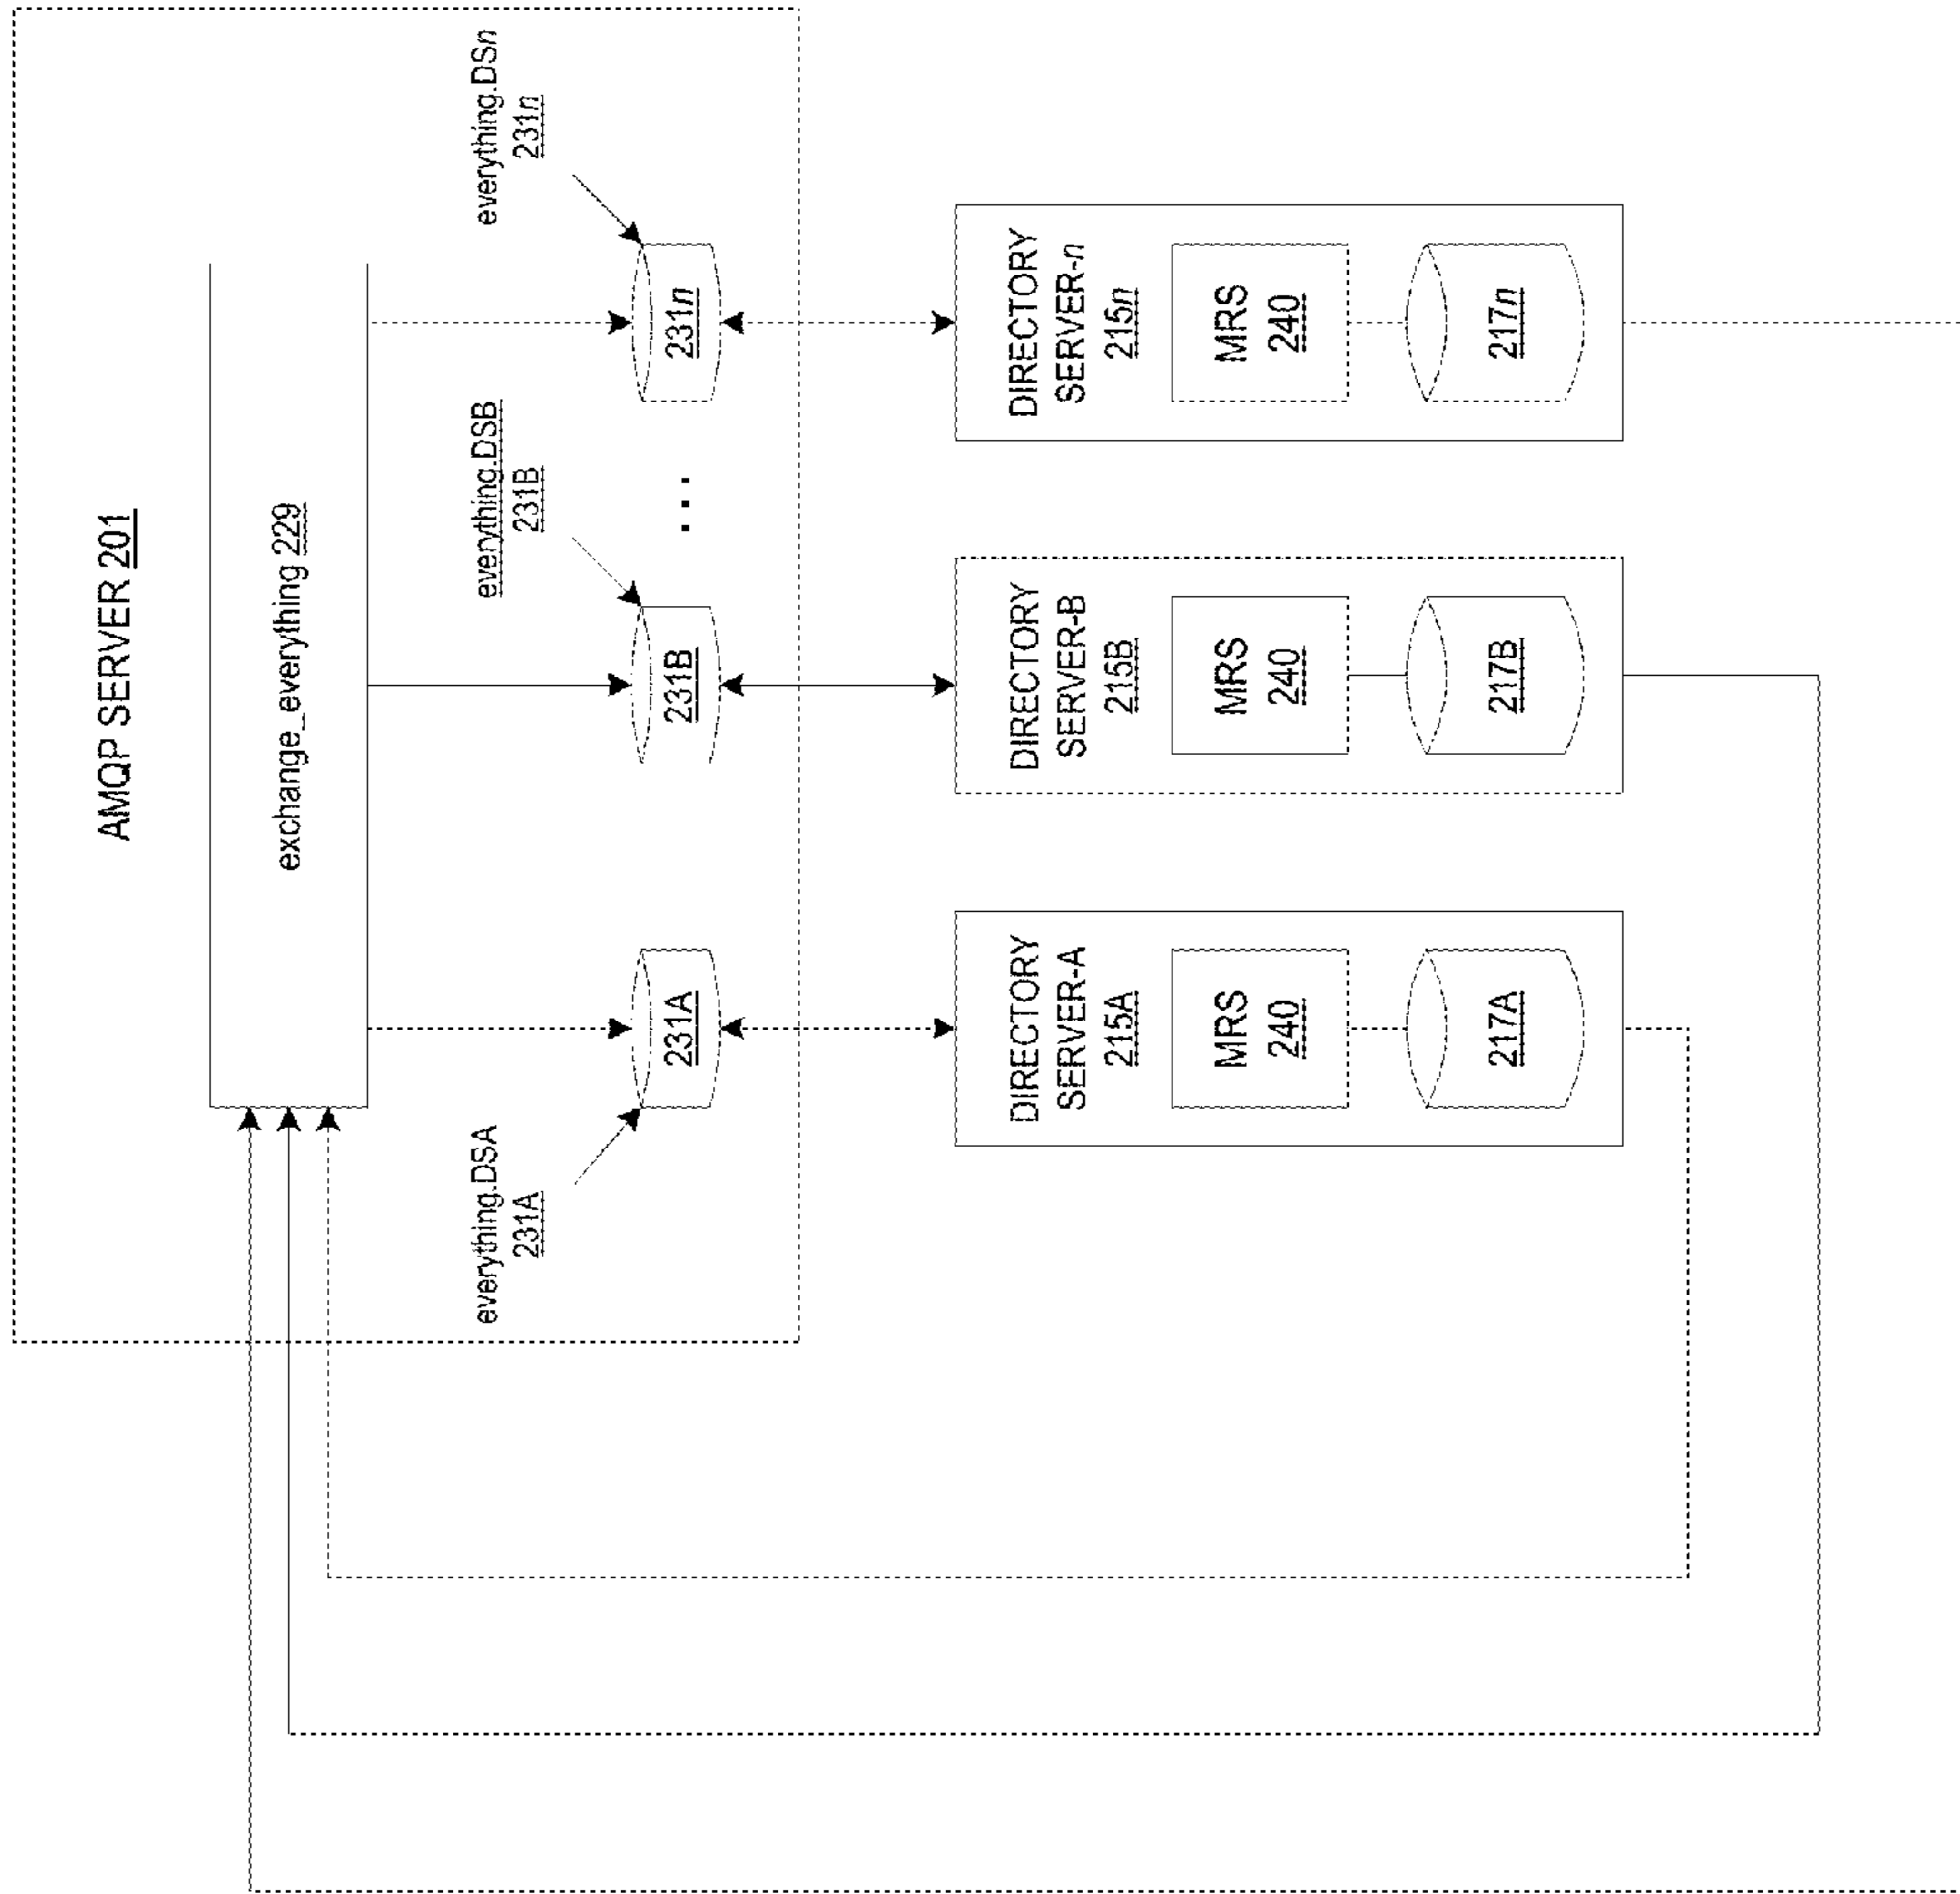 AMQP SERVER 201
exchange_everything 229
everything.DSA
231A
everything.DSB
231B
everything.DSn
231n
231A
231B
...
231n
DIRECTORY
SERVER-A
215A
MRS
240
217A
DIRECTORY
SERVER-B
215B
MRS
240
217B
DIRECTORY
SERVER-n
215n
MRS
240
217n